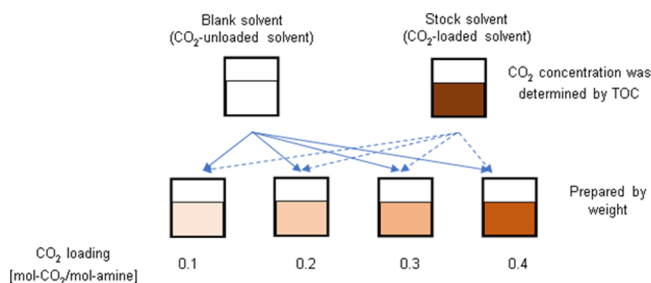 Blank solvent
(CO₂-unloaded solvent)
Stock solvent
(CO₂-loaded solvent)
CO₂ concentration was
determined by TOC
Prepared by
weight
CO₂ loading
[mol-CO₂/mol-amine]
0.1
0.2
0.3
0.4